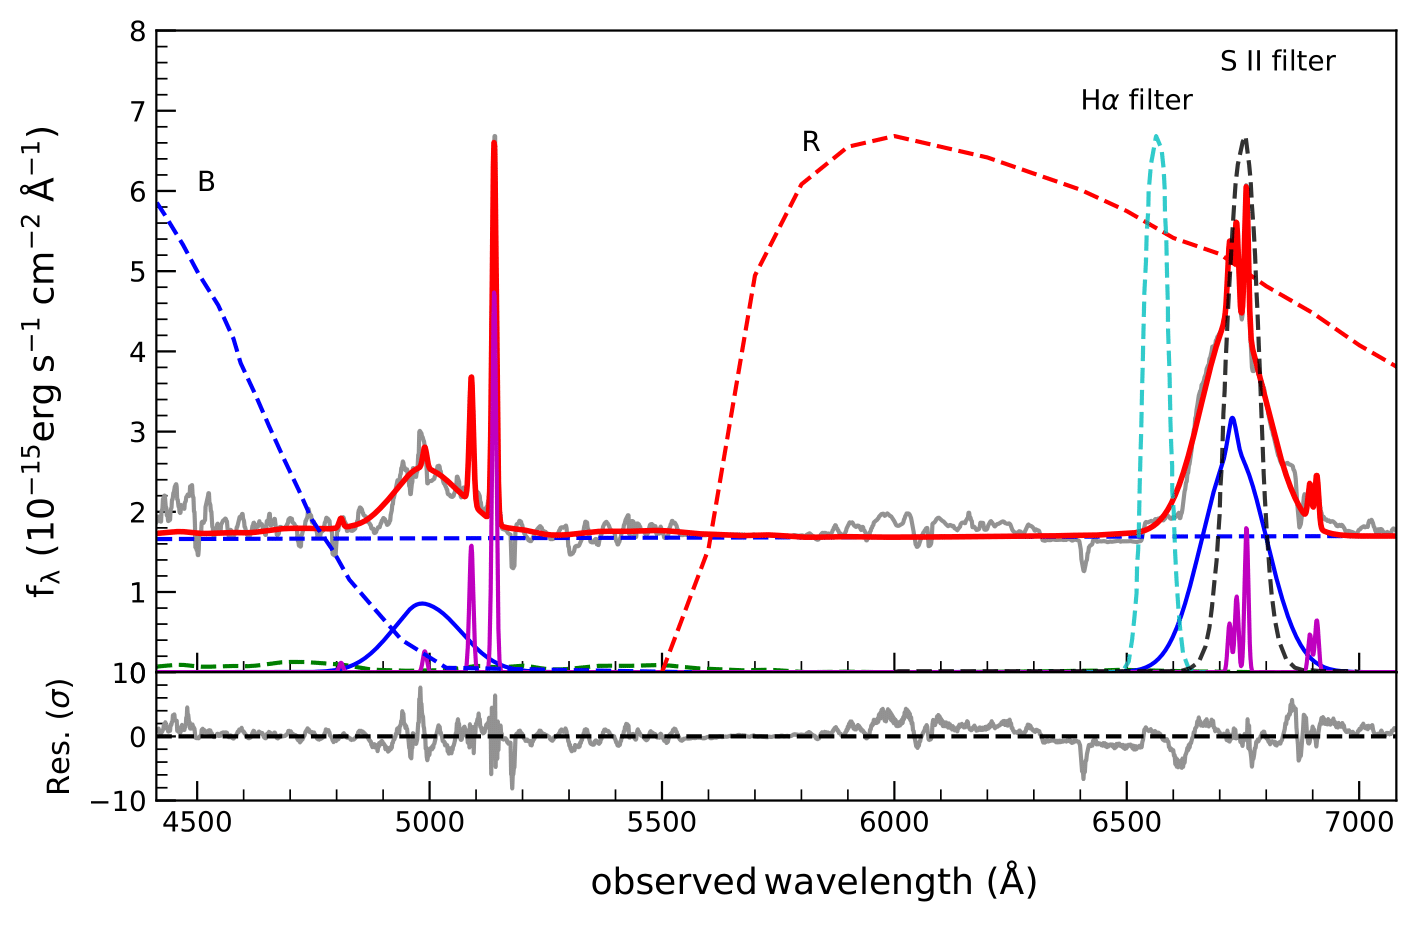 8
S II filter
Hα filter
7
R
6
B
5
4
3
2
1
f_λ (10⁻¹⁵erg s⁻¹ cm⁻² Å⁻¹)
10
0
−10
Res. (σ)
4500 5000 5500 6000 6500 7000
observed wavelength (Å)